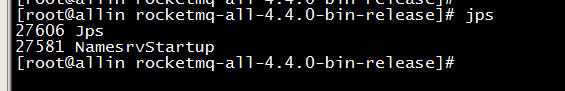 [root@allin rocketmq-all-4.4.0-bin-release]# jps
27606 Jps
27581 NamesrvStartup
[root@allin rocketmq-all-4.4.0-bin-release]#